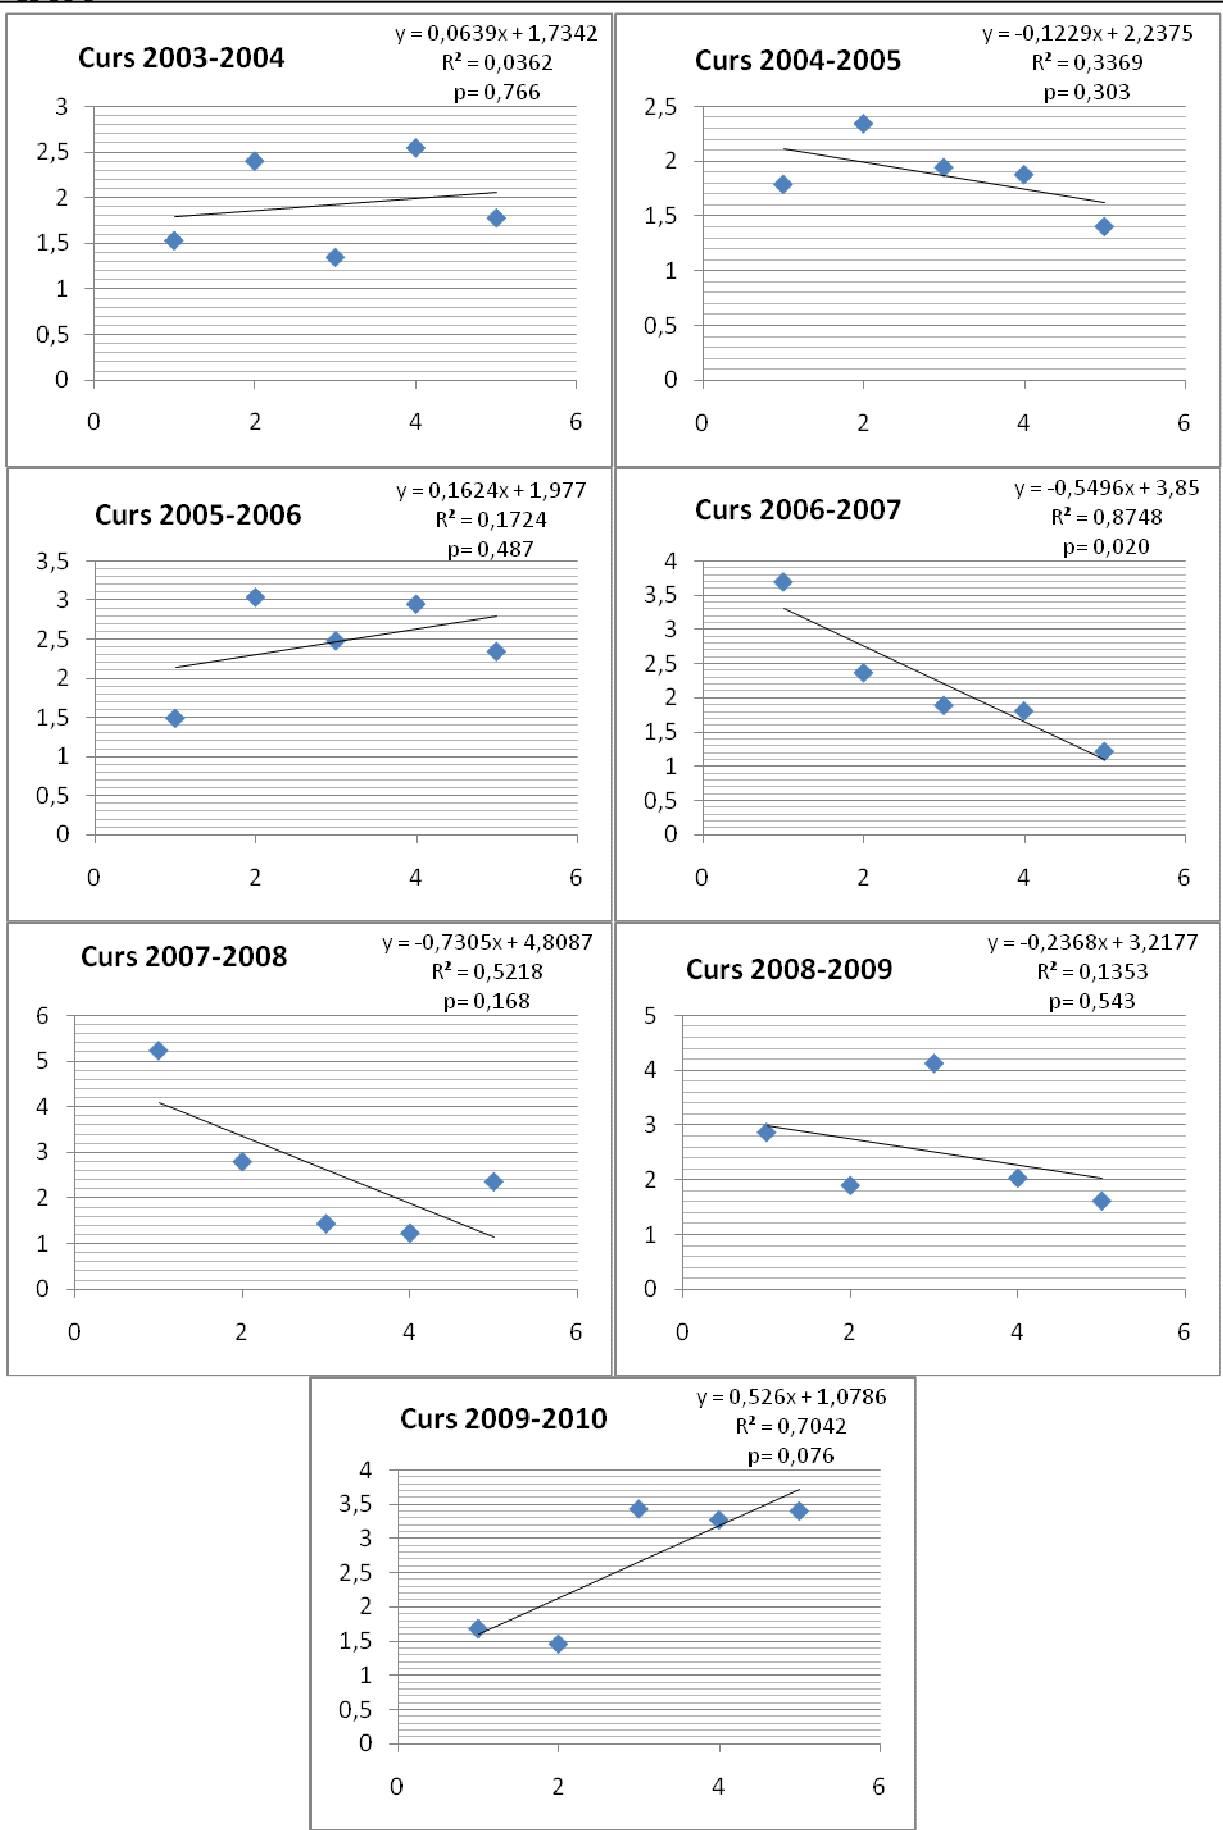 Curs 2003-2004
y = 0,0639x + 1,7342
R² = 0,0362
p= 0,766
3
2,5
2
1,5
1
0,5
0
0 2 4 6
Curs 2004-2005
y = -0,1229x + 2,2375
R² = 0,3369
p= 0,303
2,5
2
1,5
1
0,5
0
0 2 4 6
Curs 2005-2006
y = 0,1624x + 1,977
R² = 0,1724
p= 0,487
3,5
3
2,5
2
1,5
1
0,5
0
0 2 4 6
Curs 2006-2007
y = -0,5496x + 3,85
R² = 0,8748
p= 0,020
4
3,5
3
2,5
2
1,5
1
0,5
0
0 2 4 6
Curs 2007-2008
y = -0,7305x + 4,8087
R² = 0,5218
p= 0,168
6
5
4
3
2
1
0
0 2 4 6
Curs 2008-2009
y = -0,2368x + 3,2177
R² = 0,1353
p= 0,543
5
4
3
2
1
0
0 2 4 6
Curs 2009-2010
y = 0,526x + 1,0786
R² = 0,7042
p= 0,076
4
3,5
3
2,5
2
1,5
1
0,5
0
0 2 4 6